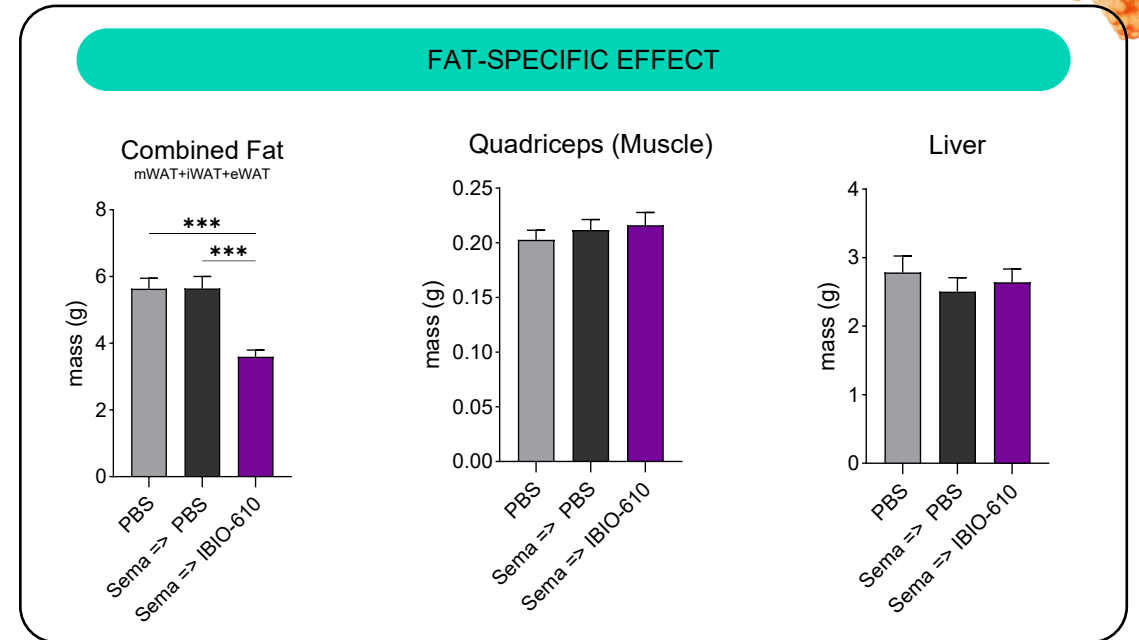 FAT-SPECIFIC EFFECT
Combined Fat
mWAT+iWAT+eWAT
mass (g)
8
6
4
2
0
***
***
PBS
Sema => PBS
Sema => IBIO-610
Quadriceps (Muscle)
mass (g)
0.25
0.20
0.15
0.10
0.05
0.00
PBS
Sema => PBS
Sema => IBIO-610
Liver
mass (g)
4
3
2
1
0
PBS
Sema => PBS
Sema => IBIO-610